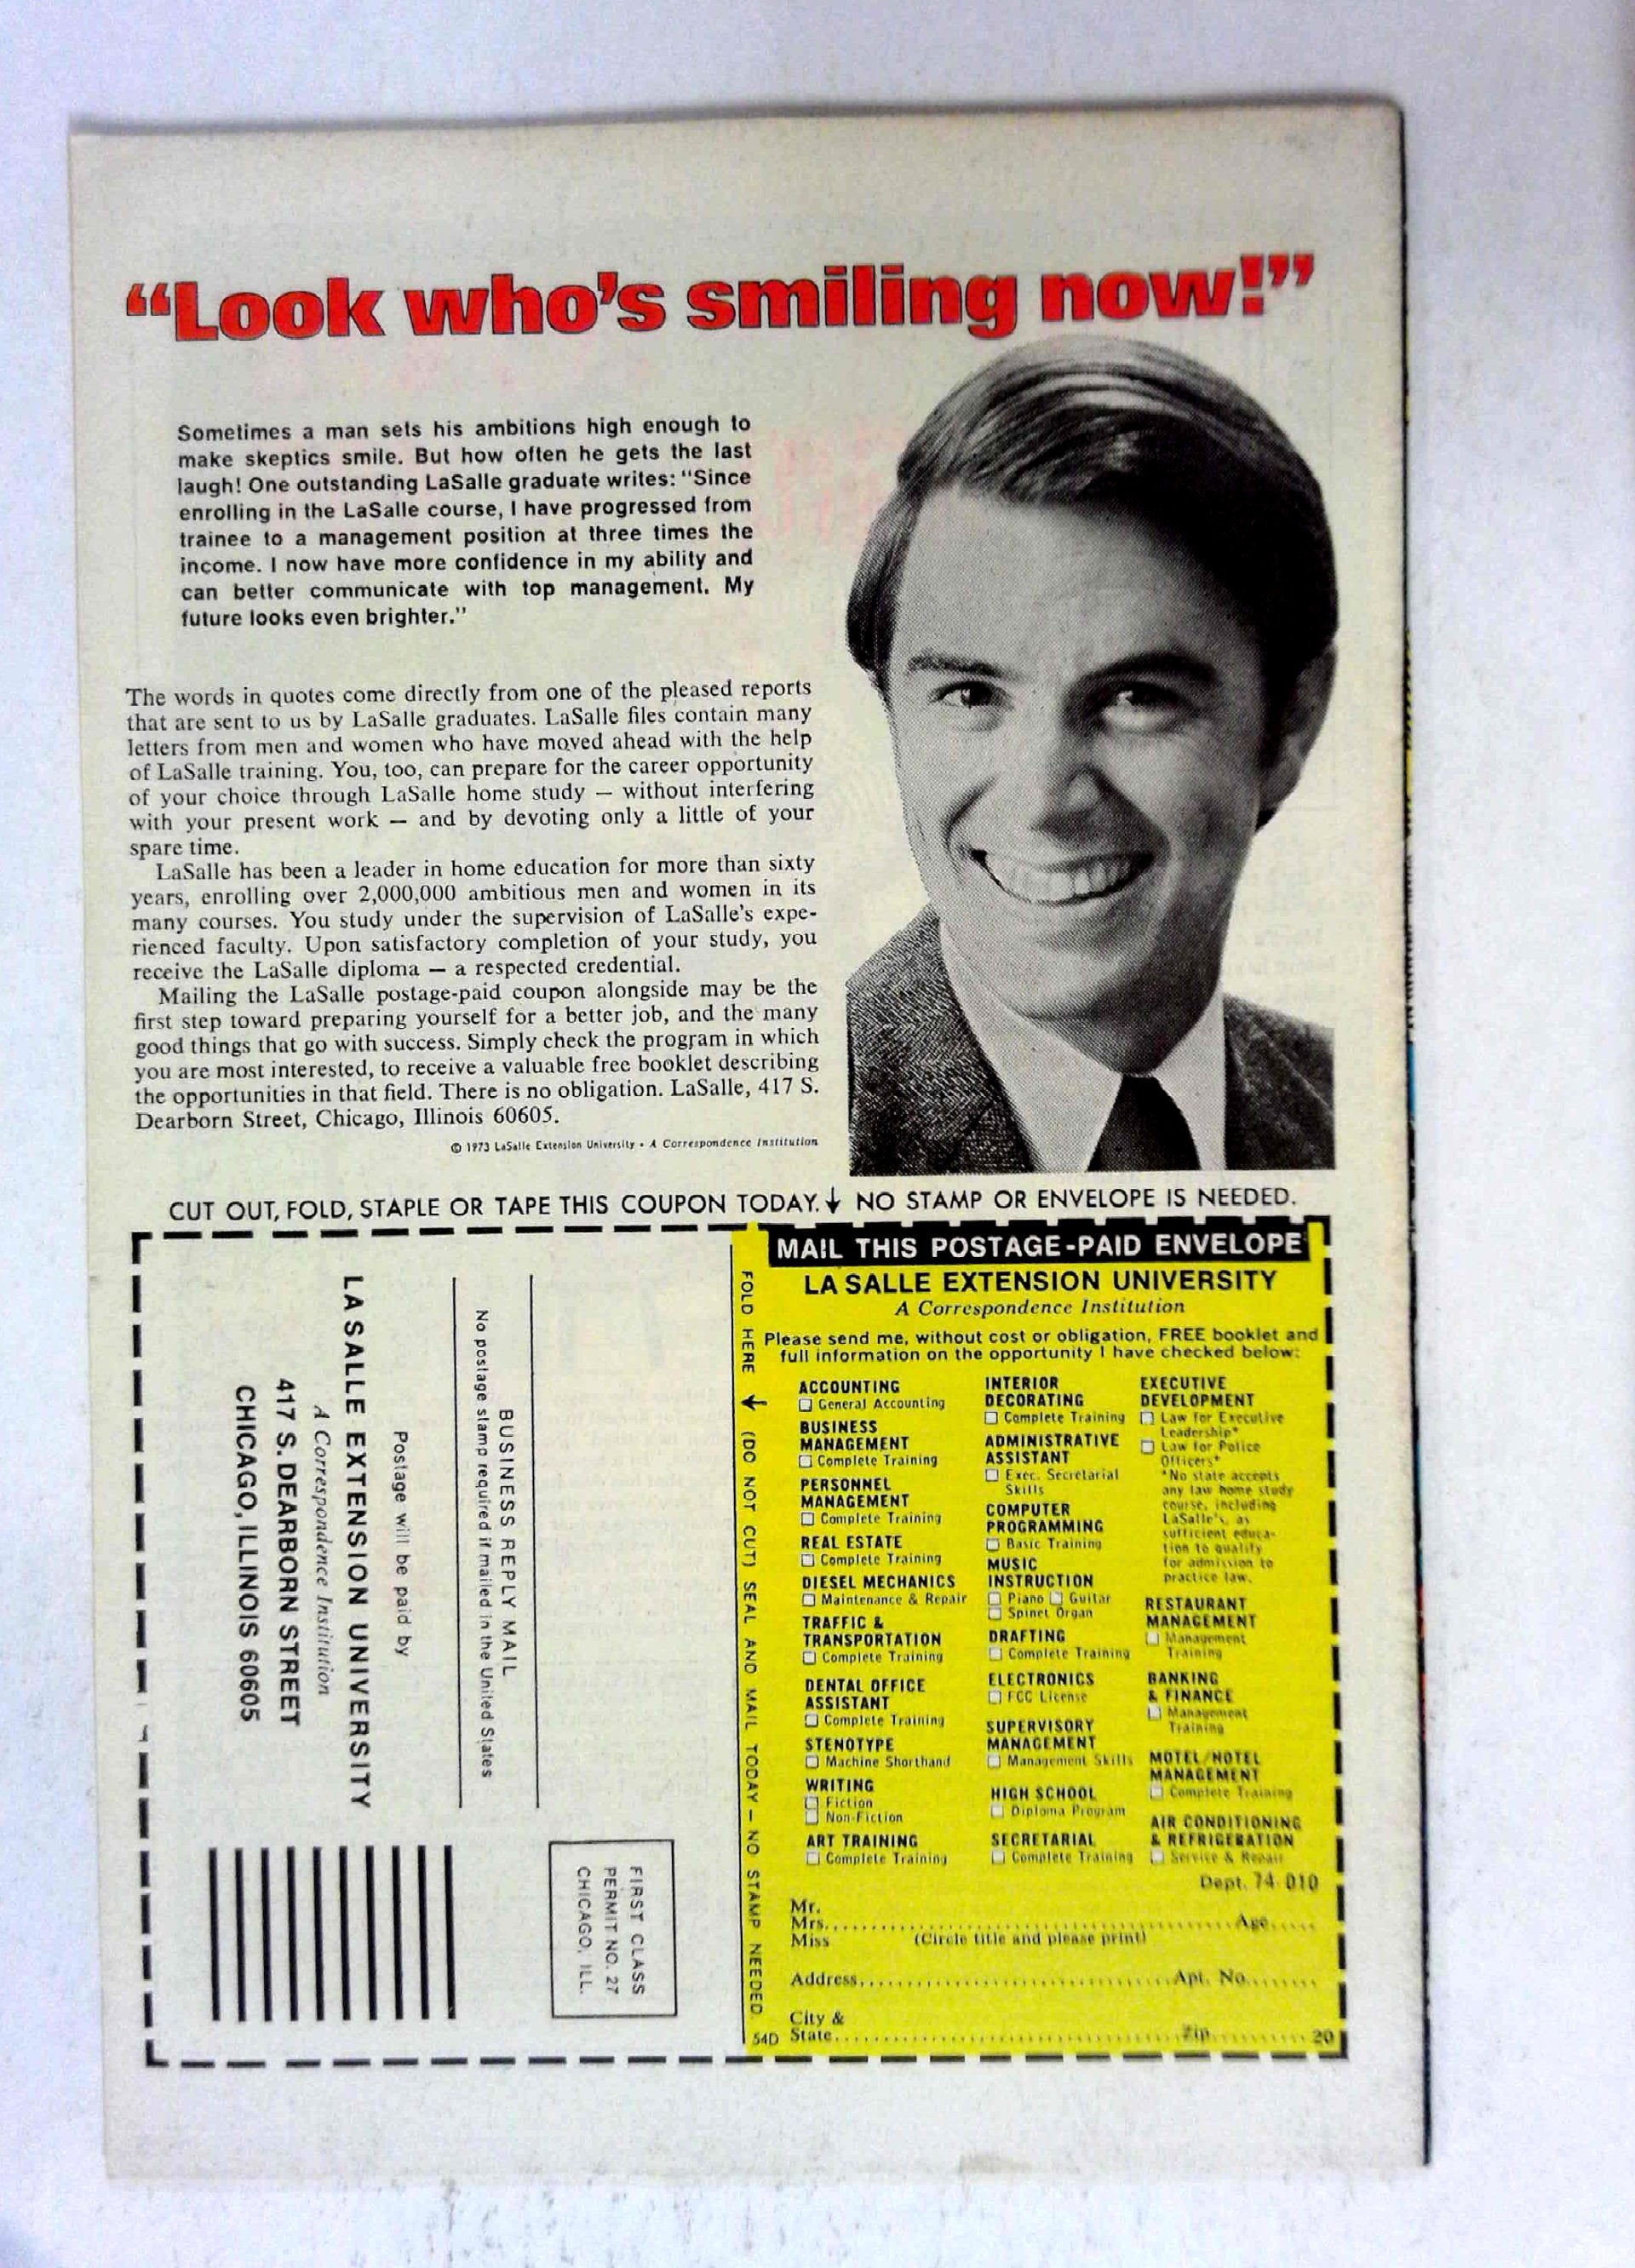 “Look who's smiling now!”
Sometimes a man sets his ambitions high enough to
make skeptics smile. But how often he gets the last
laugh! One outstanding LaSalle graduate writes: “Since
enrolling in the LaSalle course, I have progressed from
trainee to a management position at three times the
income. I now have more confidence in my ability and
can better communicate with top management. My
future looks even brighter.”
The words in quotes come directly from one of the pleased reports
that are sent to us by LaSalle graduates. LaSalle files contain many
letters from men and women who have moved ahead with the help
of LaSalle training. You, too, can prepare for the career opportunity
of your choice through LaSalle home study — without interfering
with your present work — and by devoting only a little of your
spare time.
LaSalle has been a leader in home education for more than sixty
years, enrolling over 2,000,000 ambitious men and women in its
many courses. You study under the supervision of LaSalle's expe-
rienced faculty. Upon satisfactory completion of your study, you
receive the LaSalle diploma — a respected credential.
Mailing the LaSalle postage-paid coupon alongside may be the
first step toward preparing yourself for a better job, and the many
good things that go with success. Simply check the program in which
you are most interested, to receive a valuable free booklet describing
the opportunities in that field. There is no obligation. LaSalle, 417 S.
Dearborn Street, Chicago, Illinois 60605.
© 1973 LaSalle Extension University • A Correspondence Institution
CUT OUT, FOLD, STAPLE OR TAPE THIS COUPON TODAY. ↓ NO STAMP OR ENVELOPE IS NEEDED.
FIRST CLASS
PERMIT NO. 27
CHICAGO, ILL.
BUSINESS REPLY MAIL
No postage stamp required if mailed in the United States
Postage will be paid by
LA SALLE EXTENSION UNIVERSITY
A Correspondence Institution
417 S. DEARBORN STREET
CHICAGO, ILLINOIS 60605
FOLD HERE ← (DO NOT CUT) SEAL AND MAIL TODAY – NO STAMP NEEDED
MAIL THIS POSTAGE-PAID ENVELOPE
LA SALLE EXTENSION UNIVERSITY
A Correspondence Institution
Please send me, without cost or obligation, FREE booklet and
full information on the opportunity I have checked below:
ACCOUNTING
☐ General Accounting
BUSINESS
MANAGEMENT
☐ Complete Training
PERSONNEL
MANAGEMENT
☐ Complete Training
REAL ESTATE
☐ Complete Training
DIESEL MECHANICS
☐ Maintenance & Repair
TRAFFIC &
TRANSPORTATION
☐ Complete Training
DENTAL OFFICE
ASSISTANT
☐ Complete Training
STENOTYPE
☐ Machine Shorthand
WRITING
☐ Fiction
☐ Non-Fiction
ART TRAINING
☐ Complete Training
INTERIOR
DECORATING
☐ Complete Training
ADMINISTRATIVE
ASSISTANT
☐ Exec. Secretarial
Skills
COMPUTER
PROGRAMMING
☐ Basic Training
MUSIC
INSTRUCTION
☐ Piano ☐ Guitar
☐ Spinet Organ
DRAFTING
☐ Complete Training
ELECTRONICS
☐ FCC License
SUPERVISORY
MANAGEMENT
☐ Management Skills
HIGH SCHOOL
☐ Diploma Program
SECRETARIAL
☐ Complete Training
EXECUTIVE
DEVELOPMENT
☐ Law for Executive
Leadership*
☐ Law for Police
Officers*
*No state accepts
any law home study
course, including
LaSalle's, as
sufficient educa-
tion to qualify
for admission to
practice law.
RESTAURANT
MANAGEMENT
☐ Management
Training
BANKING
& FINANCE
☐ Management
Training
MOTEL/HOTEL
MANAGEMENT
☐ Complete Training
AIR CONDITIONING
& REFRIGERATION
☐ Service & Repair
Dept. 74-010
Mr.
Mrs. Age
Miss (Circle title and please print)
Address Apt. No.
City &
54D State Zip 20